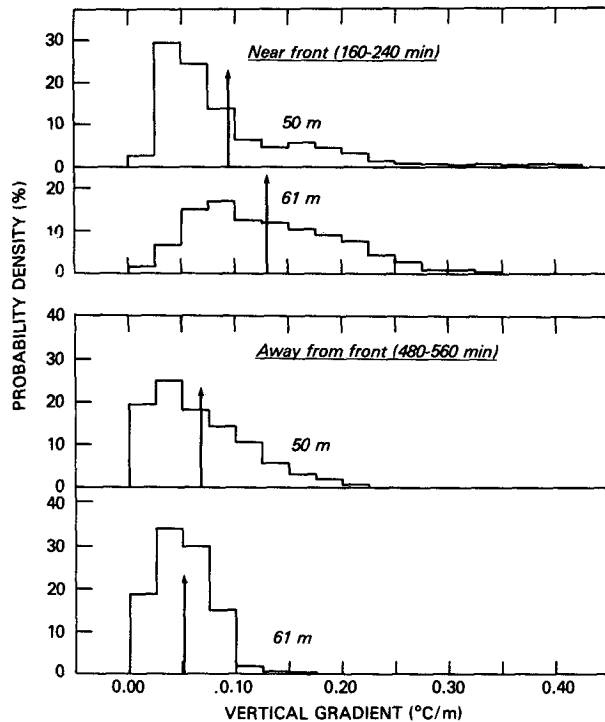 30
20
10
0
Near front (160-240 min)
50 m
20
10
0
61 m
PROBABILITY DENSITY (%)
40
30
20
10
0
Away from front (480-560 min)
50 m
40
30
20
10
0
61 m
0.00 .0.10 0.20 0.30 0.40
VERTICAL GRADIENT (°C/m)